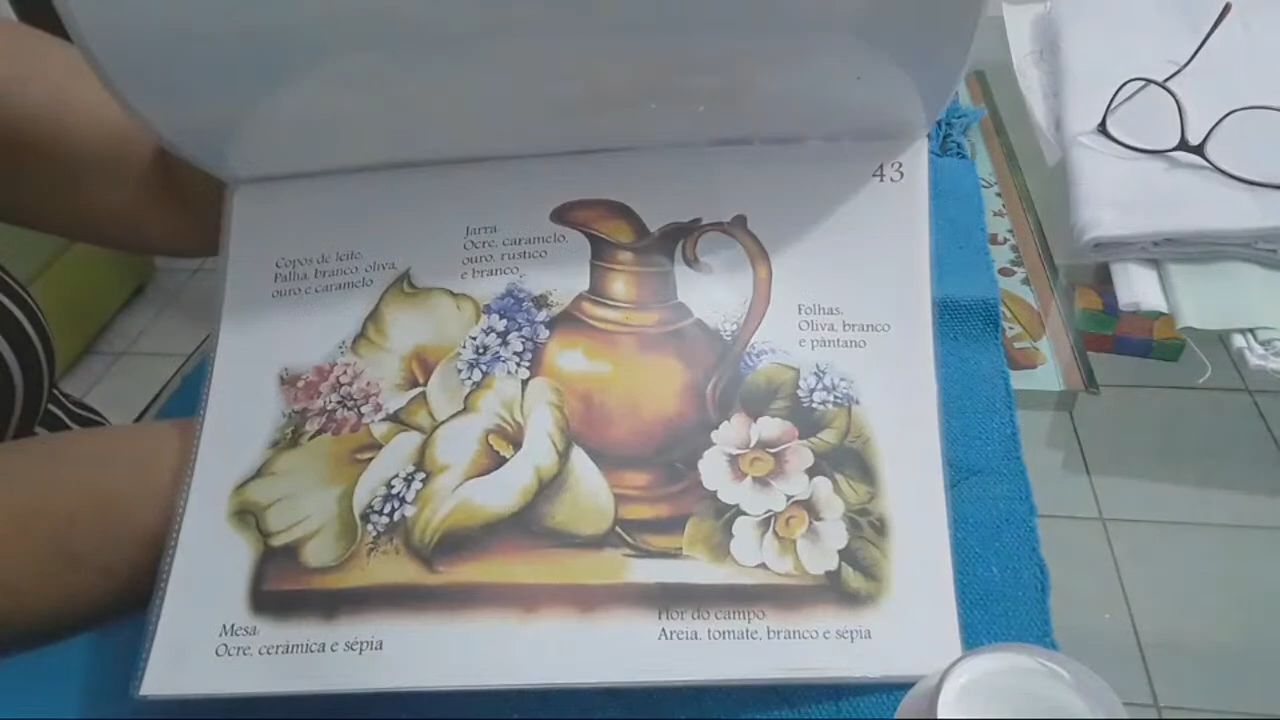 43
Jarra.
Ocre, caramelo,
ouro, rústico
e branco
Copos de leite.
Palha, branco, oliva,
ouro e caramelo
Folhas.
Oliva, branco
e pântano
Flor do campo
Areia, tomate, branco e sépia
Mesa.
Ocre, cerâmica e sépia